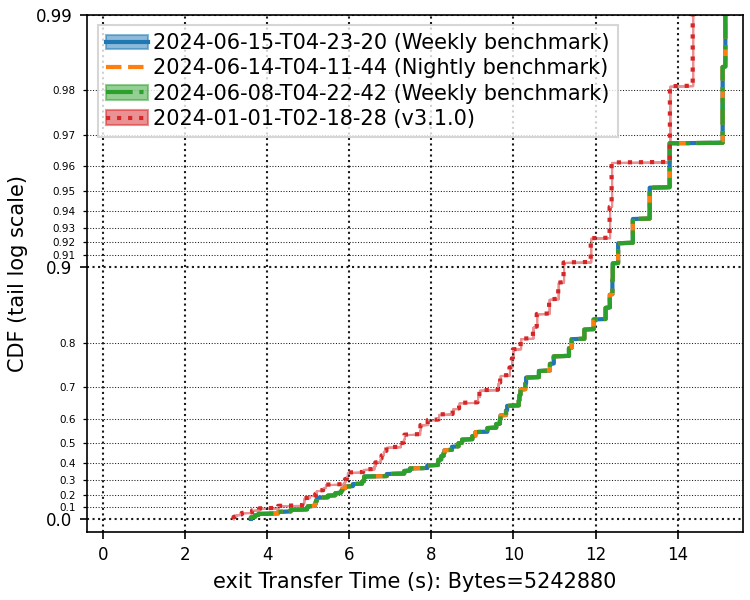 2024-06-15-T04-23-20 (Weekly benchmark)
2024-06-14-T04-11-44 (Nightly benchmark)
2024-06-08-T04-22-42 (Weekly benchmark)
2024-01-01-T02-18-28 (v3.1.0)
CDF (tail log scale)
0.99
0.98
0.97
0.96
0.95
0.94
0.93
0.92
0.91
0.9
0.8
0.7
0.6
0.5
0.4
0.3
0.2
0.1
0.0
0 2 4 6 8 10 12 14
exit Transfer Time (s): Bytes=5242880